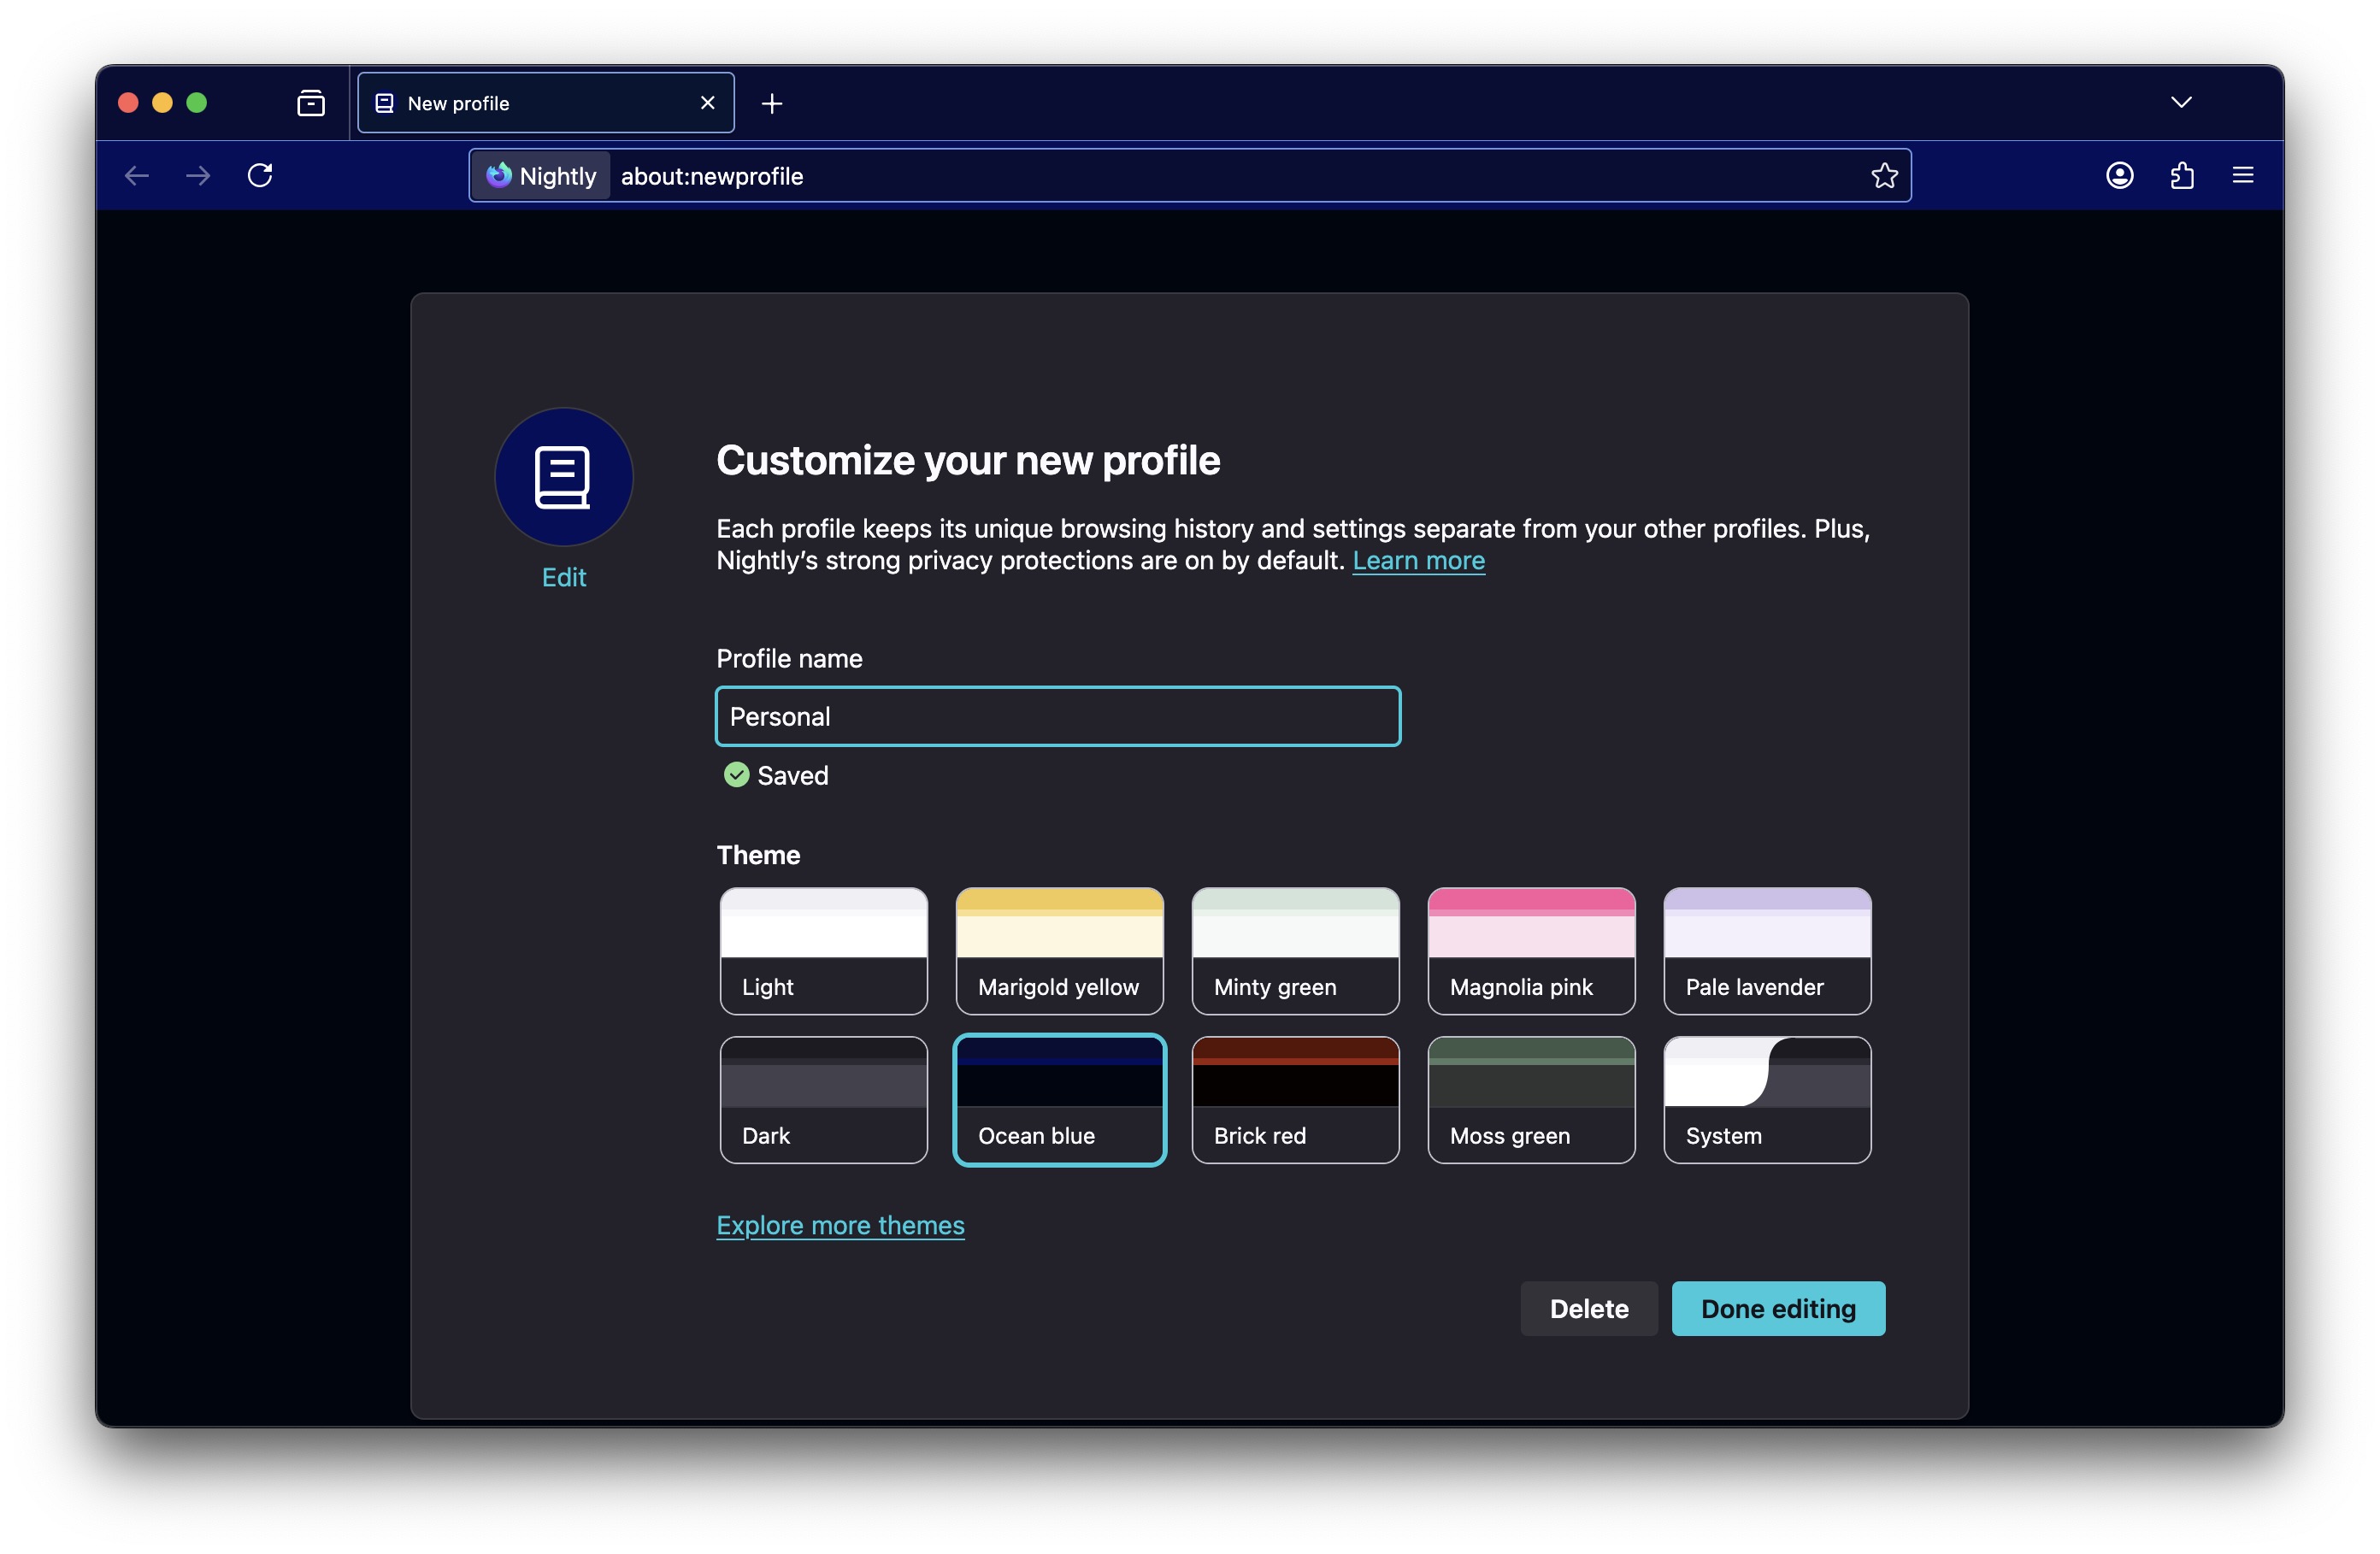 New profile
Nightly about:newprofile
Customize your new profile
Each profile keeps its unique browsing history and settings separate from your other profiles. Plus,
Nightly’s strong privacy protections are on by default. Learn more
Edit
Profile name
Personal
Saved
Theme
Light Marigold yellow Minty green Magnolia pink Pale lavender
Dark Ocean blue Brick red Moss green System
Explore more themes
Delete Done editing